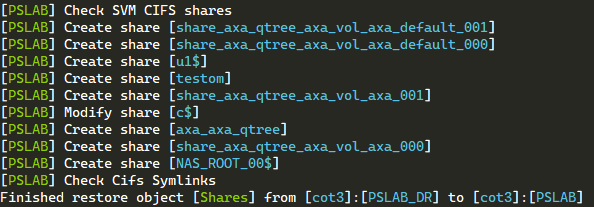 [PSLAB] Check SVM CIFS shares
[PSLAB] Create share [share_axa_qtree_axa_vol_axa_default_001]
[PSLAB] Create share [share_axa_qtree_axa_vol_axa_default_000]
[PSLAB] Create share [u1$]
[PSLAB] Create share [testom]
[PSLAB] Create share [share_axa_qtree_axa_vol_axa_001]
[PSLAB] Modify share [c$]
[PSLAB] Create share [axa_axa_qtree]
[PSLAB] Create share [share_axa_qtree_axa_vol_axa_000]
[PSLAB] Create share [NAS_ROOT_00$]
[PSLAB] Check Cifs Symlinks
Finished restore object [Shares] from [cot3]:[PSLAB_DR] to [cot3]:[PSLAB]